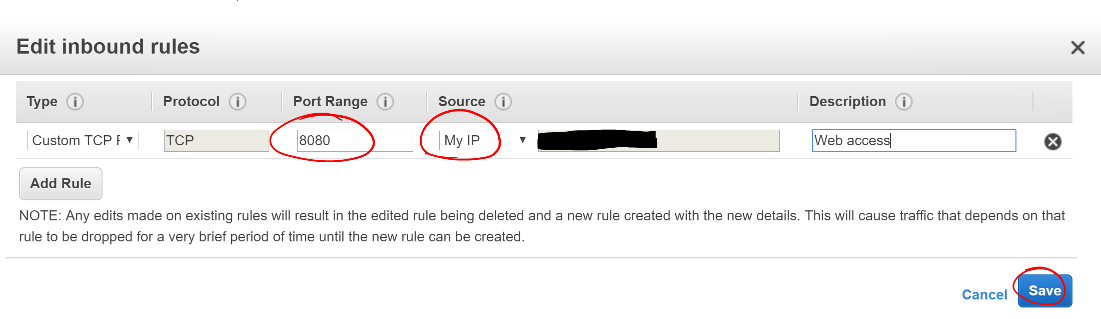 Edit inbound rules
Type Protocol Port Range Source Description
Custom TCP F TCP 8080 My IP Web access
Add Rule
NOTE: Any edits made on existing rules will result in the edited rule being deleted and a new rule created with the new details. This will cause traffic that depends on that
rule to be dropped for a very brief period of time until the new rule can be created.
Cancel Save